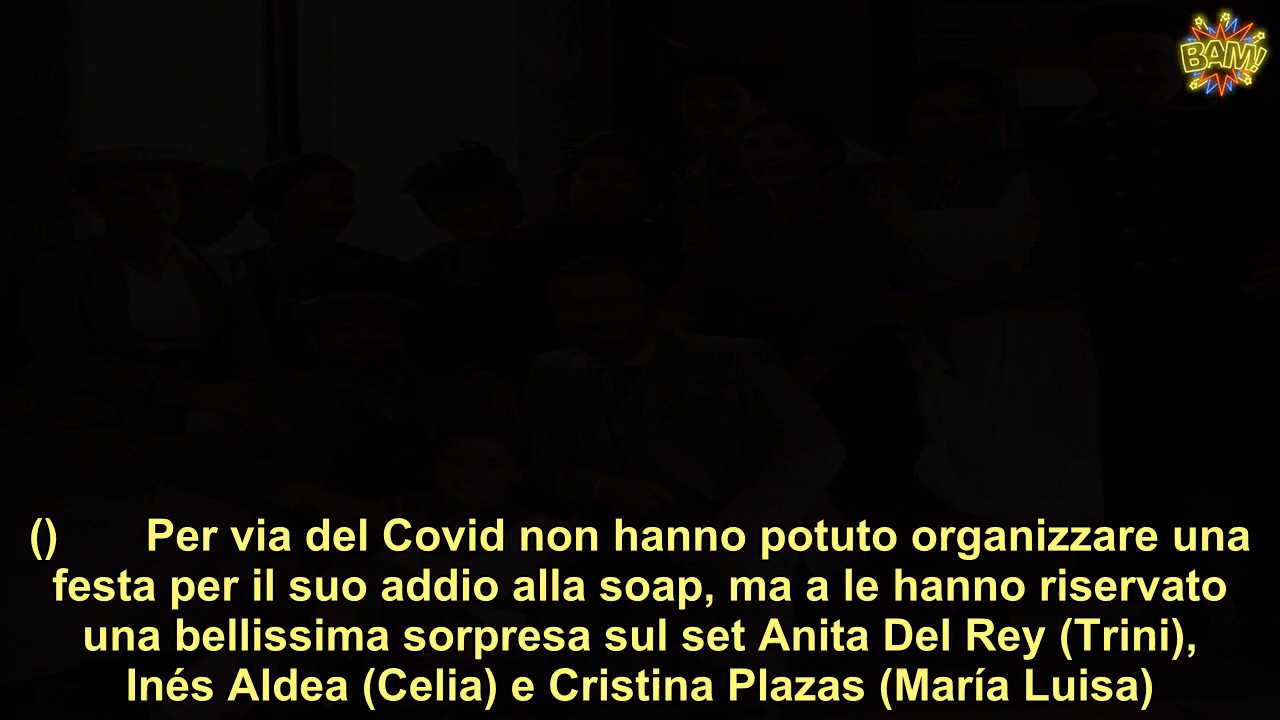 BAM!
() Per via del Covid non hanno potuto organizzare una
festa per il suo addio alla soap, ma a le hanno riservato
una bellissima sorpresa sul set Anita Del Rey (Trini),
Inés Aldea (Celia) e Cristina Plazas (María Luisa)